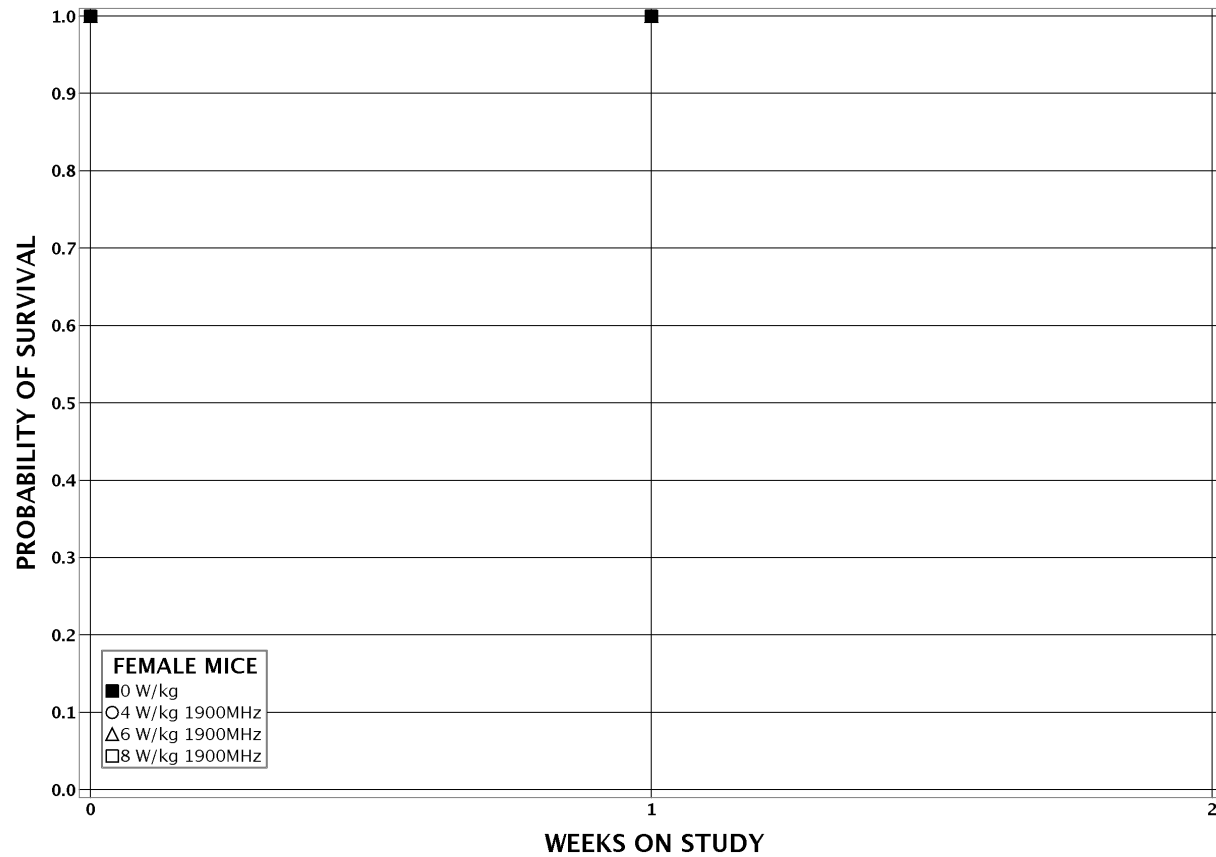 1.0
0.9
0.8
0.7
0.6
0.5
0.4
0.3
0.2
0.1
0.0
PROBABILITY OF SURVIVAL
FEMALE MICE
0 W/kg
4 W/kg 1900MHz
6 W/kg 1900MHz
8 W/kg 1900MHz
0 1 2
WEEKS ON STUDY